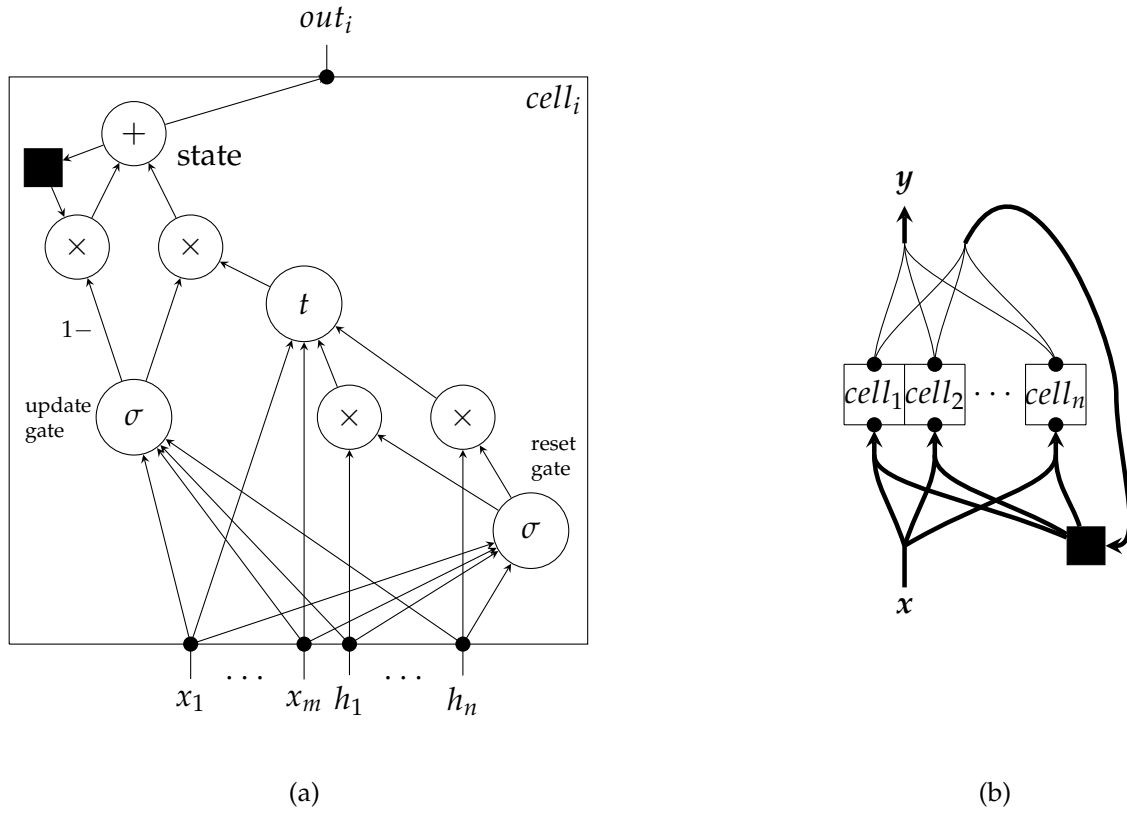 out_i
cell_i
+
state
× ×
t
1−
update
gate
σ
× ×
reset
gate
σ
x_1 ··· x_m h_1 ··· h_n
(a)
y
cell_1 cell_2 ··· cell_n
x
(b)